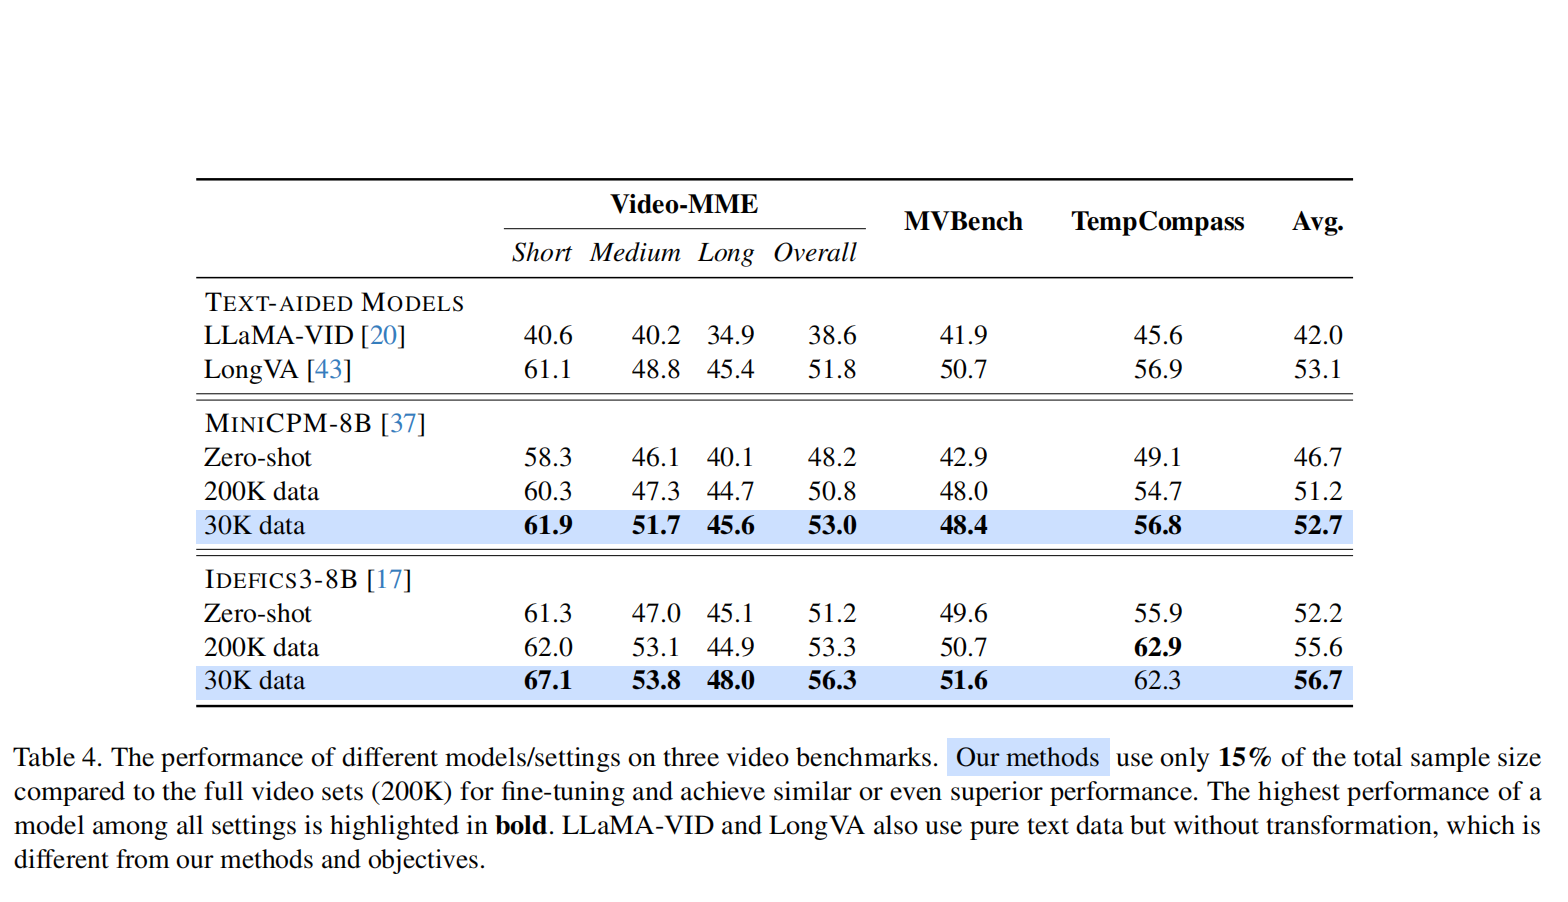 Video-MME MVBench TempCompass Avg.
Short Medium Long Overall
TEXT-AIDED MODELS
LLaMA-VID [20] 40.6 40.2 34.9 38.6 41.9 45.6 42.0
LongVA [43] 61.1 48.8 45.4 51.8 50.7 56.9 53.1
MINICPM-8B [37]
Zero-shot 58.3 46.1 40.1 48.2 42.9 49.1 46.7
200K data 60.3 47.3 44.7 50.8 48.0 54.7 51.2
30K data 61.9 51.7 45.6 53.0 48.4 56.8 52.7
IDEFICS3-8B [17]
Zero-shot 61.3 47.0 45.1 51.2 49.6 55.9 52.2
200K data 62.0 53.1 44.9 53.3 50.7 62.9 55.6
30K data 67.1 53.8 48.0 56.3 51.6 62.3 56.7
Table 4. The performance of different models/settings on three video benchmarks. Our methods use only 15% of the total sample size
compared to the full video sets (200K) for fine-tuning and achieve similar or even superior performance. The highest performance of a
model among all settings is highlighted in bold. LLaMA-VID and LongVA also use pure text data but without transformation, which is
different from our methods and objectives.